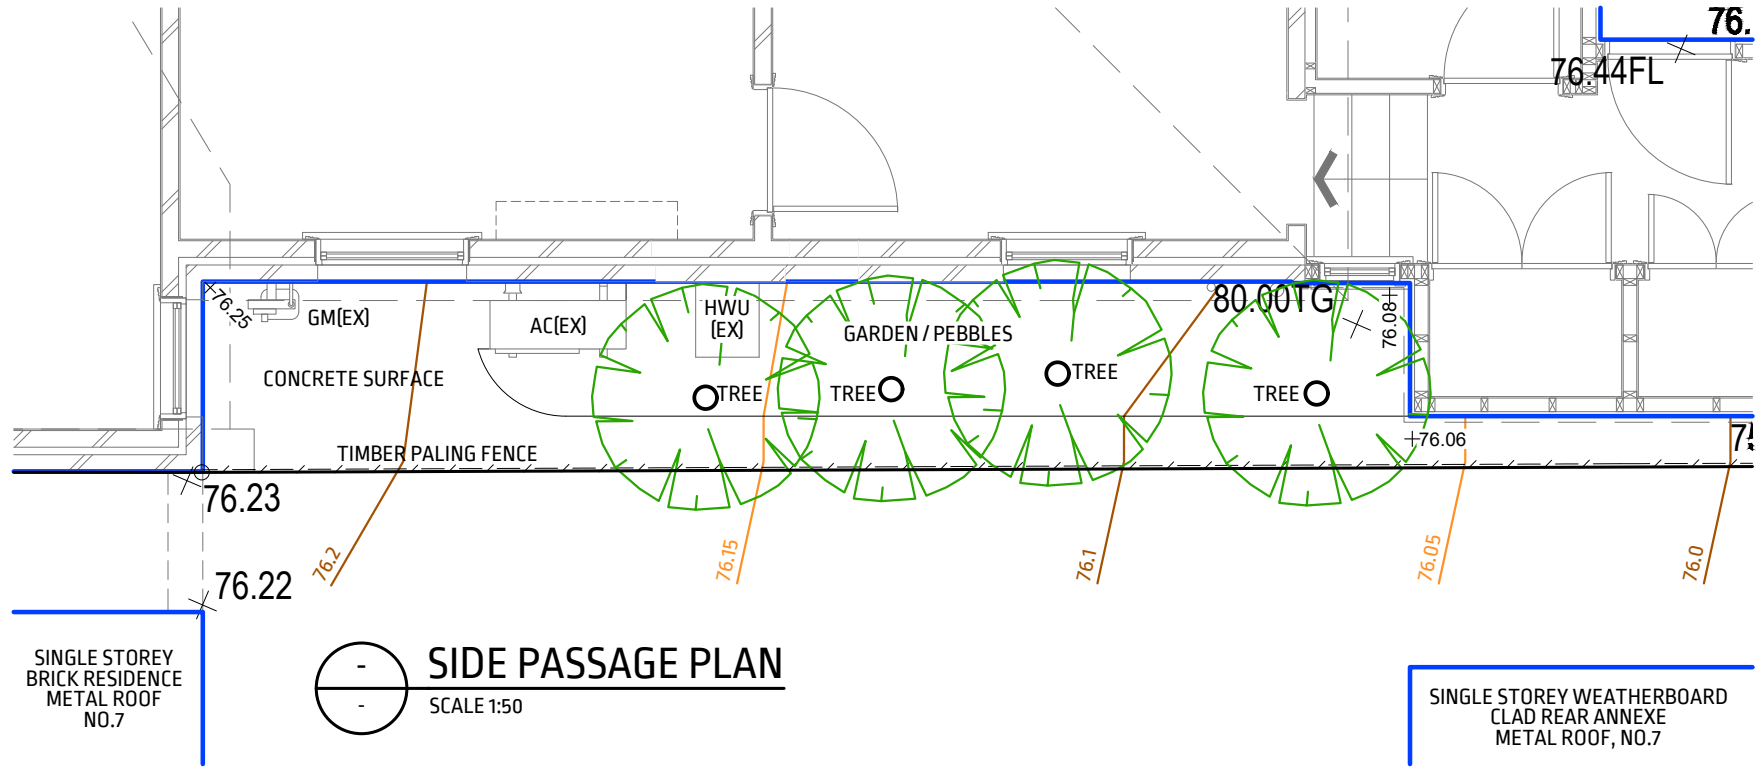 76.
76.44FL
76.25
GM(EX)
AC(EX)
HWU
(EX)
GARDEN / PEBBLES
80.00TG
76.08
CONCRETE SURFACE
TREE
TREE
TREE
TREE
TIMBER PALING FENCE
76.06
76.23
76.2
76.15
76.1
76.05
76.0
76.22
SINGLE STOREY
BRICK RESIDENCE
METAL ROOF
NO.7
-
-
SIDE PASSAGE PLAN
SCALE 1:50
SINGLE STOREY WEATHERBOARD
CLAD REAR ANNEXE
METAL ROOF, NO.7